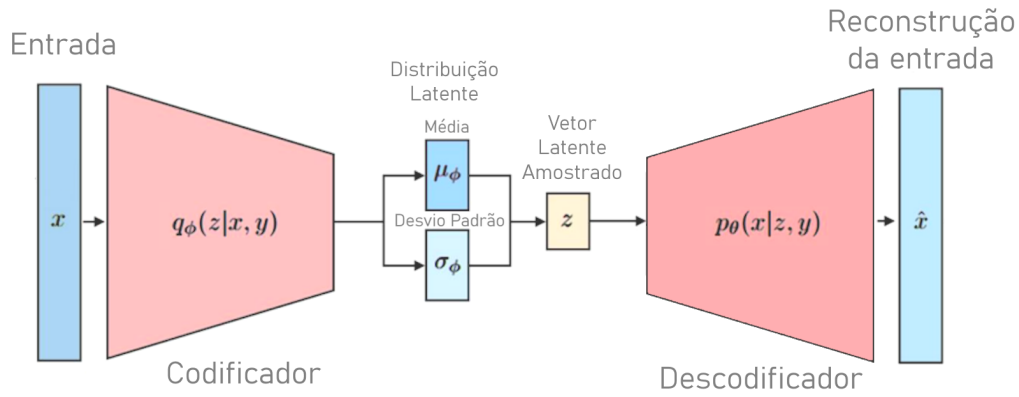 Entrada
Reconstrução
da entrada
Distribuição
Latente
Média
μϕ
Vetor
Latente
Amostrado
x
qϕ(z|x, y)
Desvio Padrão
z
pθ(x|z, y)
x̂
σϕ
Codificador
Descodificador